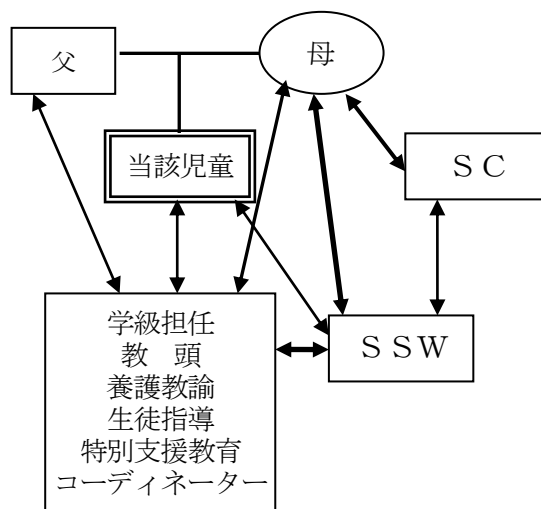 父
母
当該児童
ＳＣ
学級担任
教　頭
養護教諭
生徒指導
特別支援教育
コーディネーター
ＳＳＷ